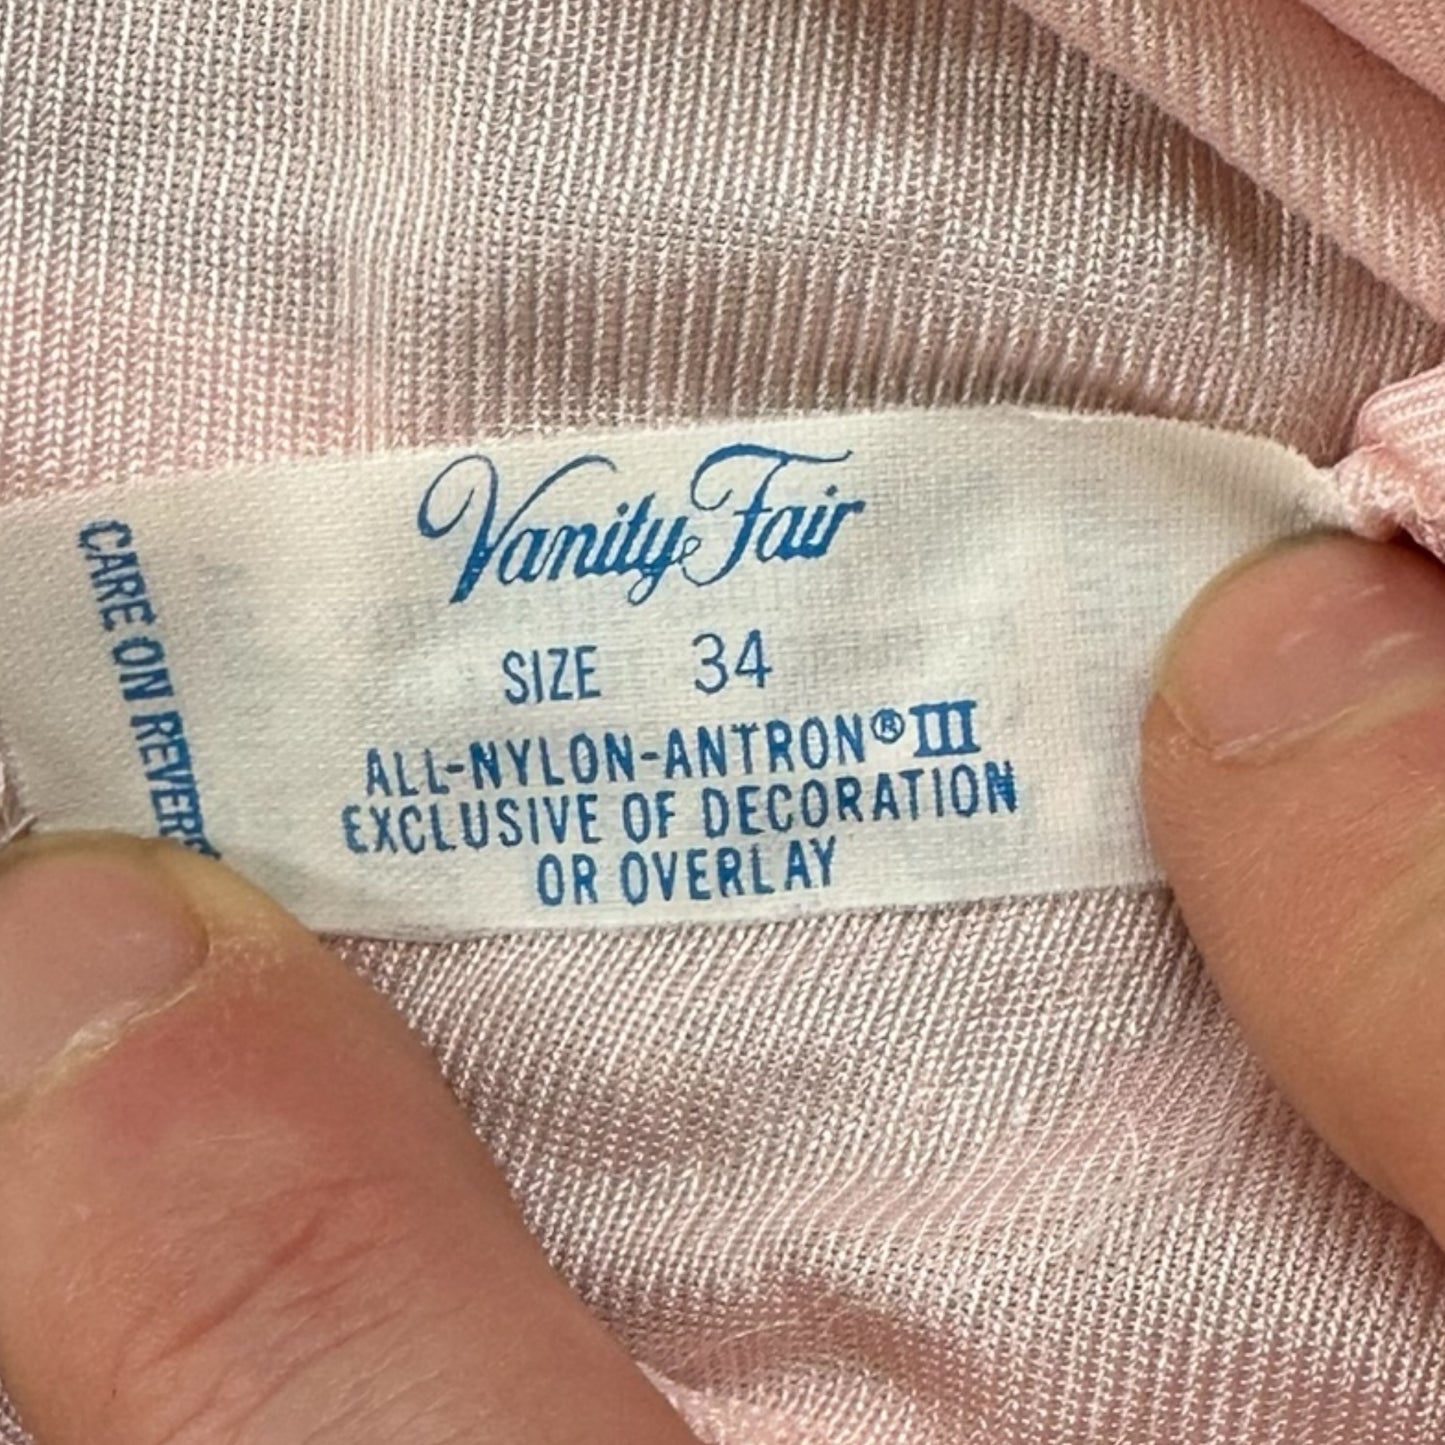 Vanity Fair
SIZE 34
ALL-NYLON-ANTRON® III
EXCLUSIVE OF DECORATION
OR OVERLAY
CARE ON REVERS